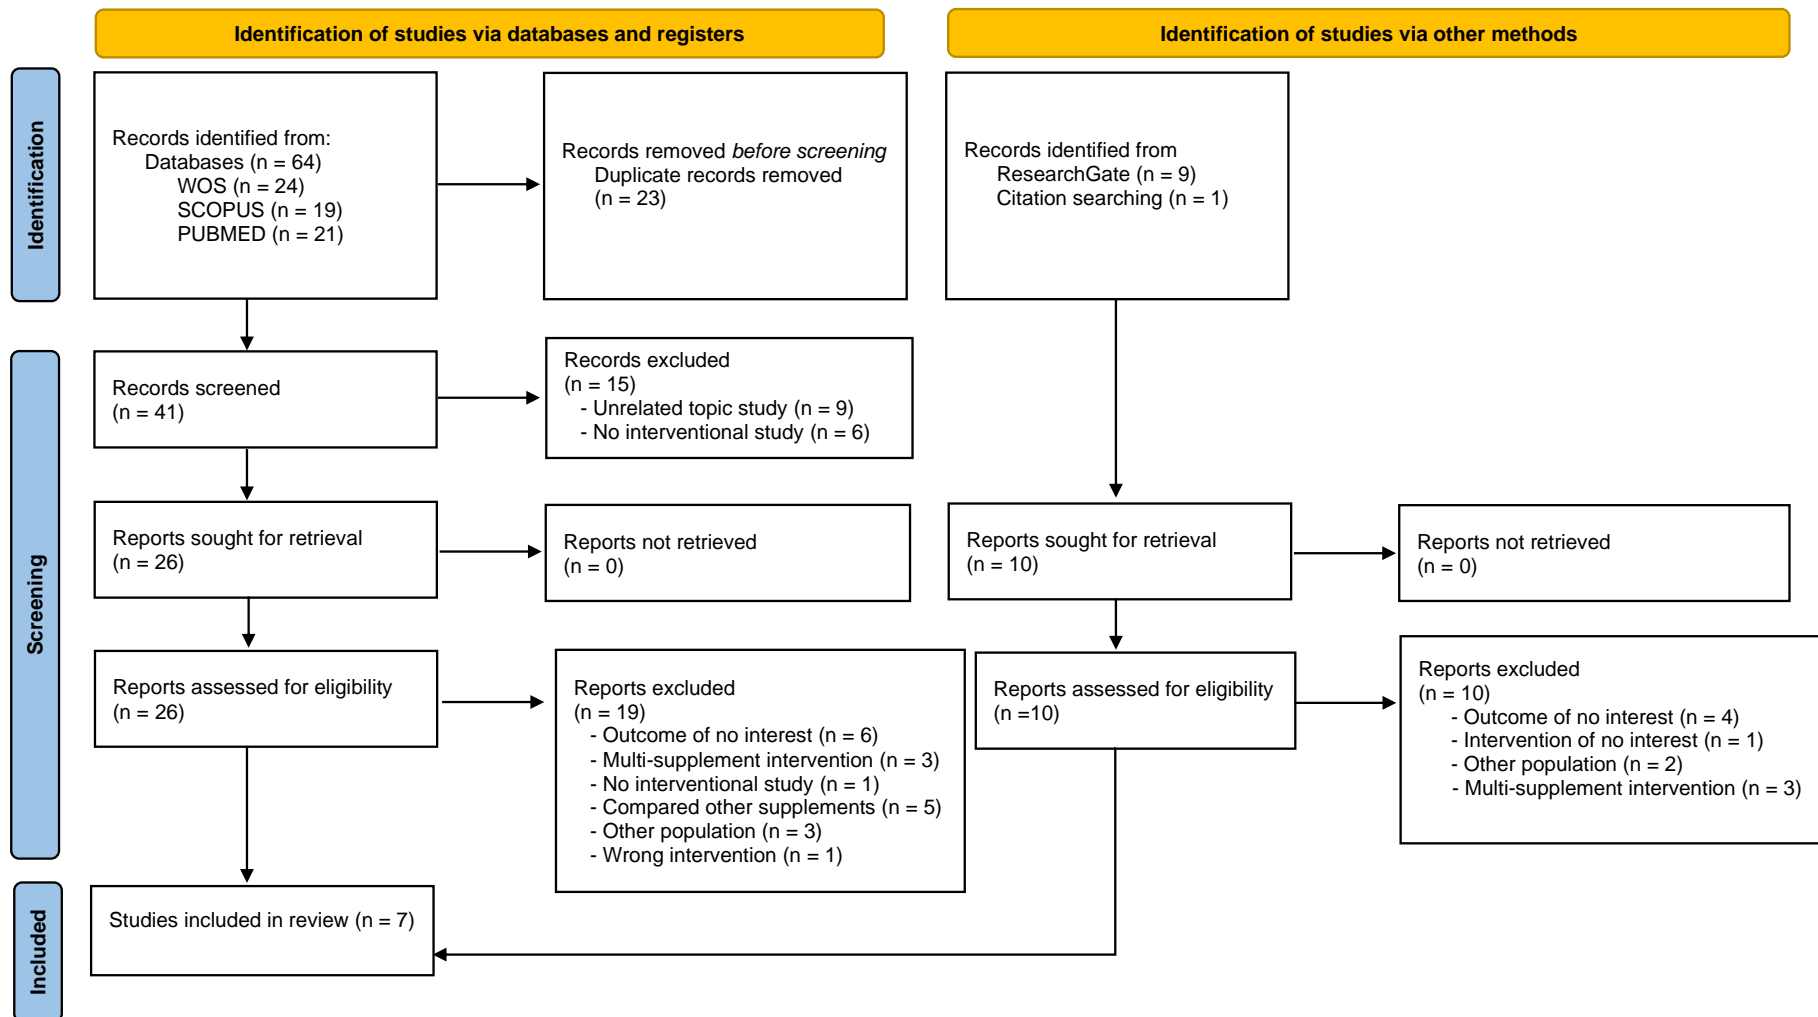 Identification of studies via databases and registers
Identification of studies via other methods
Identification
Records identified from:
Databases (n = 64)
WOS (n = 24)
SCOPUS (n = 19)
PUBMED (n = 21)
Records removed before screening
Duplicate records removed
(n = 23)
Records identified from
ResearchGate (n = 9)
Citation searching (n = 1)
Screening
Records screened
(n = 41)
Records excluded
(n = 15)
- Unrelated topic study (n = 9)
- No interventional study (n = 6)
Reports sought for retrieval
(n = 26)
Reports not retrieved
(n = 0)
Reports sought for retrieval
(n = 10)
Reports not retrieved
(n = 0)
Reports assessed for eligibility
(n = 26)
Reports excluded
(n = 19)
- Outcome of no interest (n = 6)
- Multi-supplement intervention (n = 3)
- No interventional study (n = 1)
- Compared other supplements (n = 5)
- Other population (n = 3)
- Wrong intervention (n = 1)
Reports assessed for eligibility
(n =10)
Reports excluded
(n = 10)
- Outcome of no interest (n = 4)
- Intervention of no interest (n = 1)
- Other population (n = 2)
- Multi-supplement intervention (n = 3)
Included
Studies included in review (n = 7)